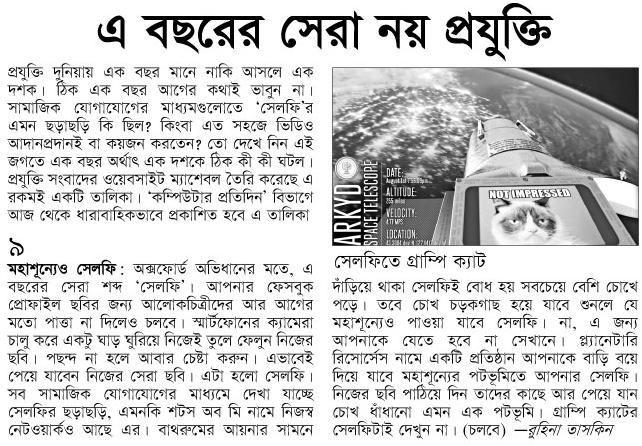 এ বছরের সেরা নয় প্রযুক্তি
প্রযুক্তি দুনিয়ায় এক বছর মানে নাকি আসলে এক
দশক। ঠিক এক বছর আগের কথাই ভাবুন না।
সামাজিক যোগাযোগের মাধ্যমগুলোতে ‘সেলফি’র
এমন ছড়াছড়ি কি ছিল? কিংবা এত সহজে ভিডিও
আদানপ্রদানই বা কয়জন করতেন? তো দেখে নিন এই
জগতে এক বছর অর্থাৎ এক দশকে ঠিক কী কী ঘটল।
প্রযুক্তি সংবাদের ওয়েবসাইট ম্যাশেবল তৈরি করেছে এ
রকমই একটি তালিকা। ‘কম্পিউটার প্রতিদিন’ বিভাগে
আজ থেকে ধারাবাহিকভাবে প্রকাশিত হবে এ তালিকা
৯
মহাশূন্যেও সেলফি: অক্সফোর্ড অভিধানের মতে, এ
বছরের সেরা শব্দ ‘সেলফি’। আপনার ফেসবুক
প্রোফাইল ছবির জন্য আলোকচিত্রীদের আর আগের
মতো পাত্তা না দিলেও চলবে। স্মার্টফোনের ক্যামেরা
চালু করে একটু ঘাড় ঘুরিয়ে নিজেই তুলে ফেলুন নিজের
ছবি। পছন্দ না হলে আবার চেষ্টা করুন। এভাবেই
পেয়ে যাবেন নিজের সেরা ছবি। এটা হলো সেলফি।
সব সামাজিক যোগাযোগের মাধ্যমে দেখা যাচ্ছে
সেলফির ছড়াছড়ি, এমনকি শটস অব মি নামে নিজস্ব
নেটওয়ার্কও আছে এর। বাথরুমের আয়নার সামনে
ARKYD
SPACE TELESCOPE
DATE:
ALTITUDE:
VELOCITY:
LOCATION:
NOT IMPRESSED
সেলফিতে গ্রাম্পি ক্যাট
দাঁড়িয়ে থাকা সেলফিই বোধ হয় সবচেয়ে বেশি চোখে
পড়ে। তবে চোখ চড়কগাছ হয়ে যাবে শুনলে যে
মহাশূন্যেও পাওয়া যাবে সেলফি। না, এ জন্য
আপনাকে যেতে হবে না সেখানে। প্ল্যানেটারি
রিসোর্সেস নামে একটি প্রতিষ্ঠান আপনাকে বাড়ি বয়ে
দিয়ে যাবে মহাশূন্যের পটভূমিতে আপনার সেলফি।
নিজের ছবি পাঠিয়ে দিন তাদের কাছে আর পেয়ে যান
চোখ ধাঁধানো এমন এক পটভূমি। গ্রাম্পি ক্যাটের
সেলফিটাই দেখুন না। (চলবে) —রুহিনা তাসকিন